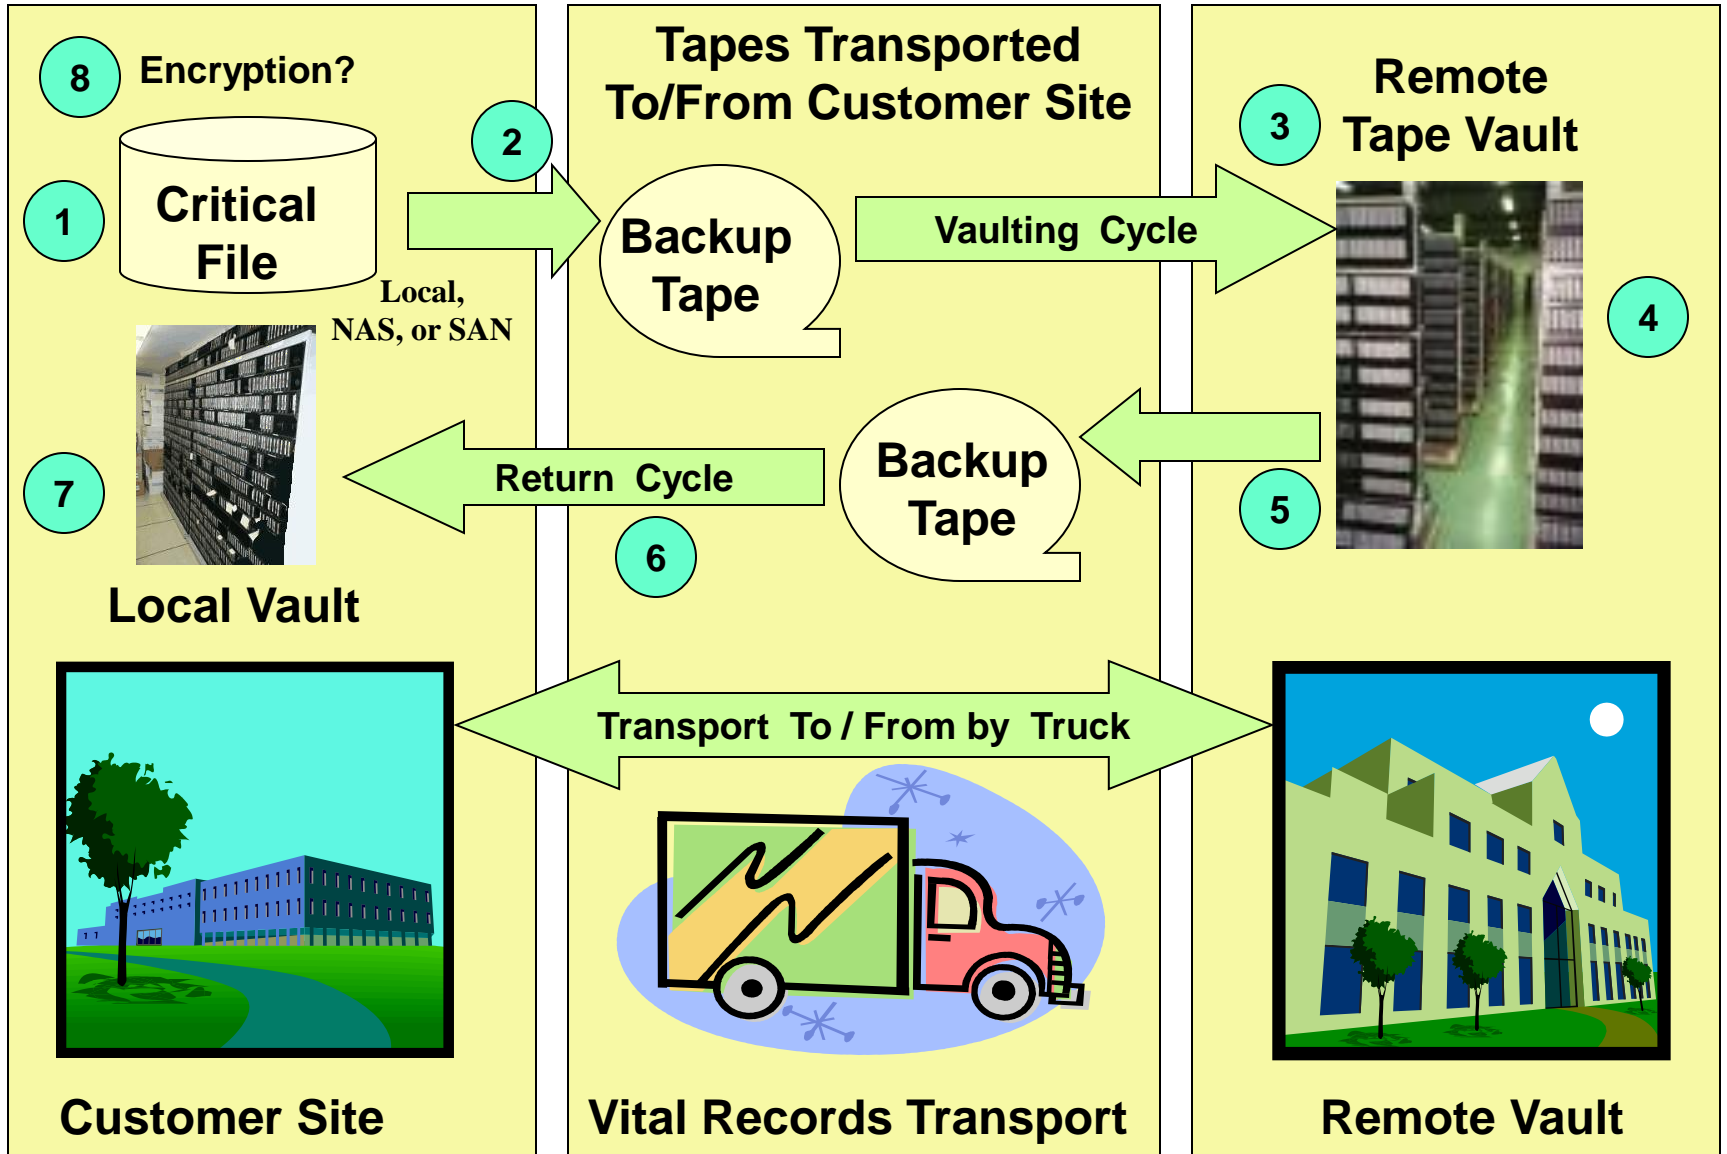 8
Encryption?
1
Critical
File
Local,
NAS, or SAN
7
Local Vault
Customer Site
Tapes Transported
To/From Customer Site
2
Backup
Tape
Vaulting Cycle
Backup
Tape
Return Cycle
6
Transport To / From by Truck
Vital Records Transport
Remote
Tape Vault
3
4
5
Remote Vault